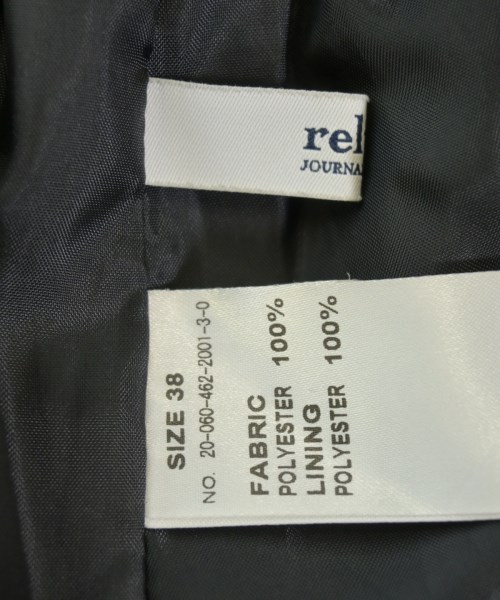 rel
JOURNA
SIZE 38
NO. 20-060-462-2001-3-0
FABRIC
POLYESTER 100%
LINING
POLYESTER 100%